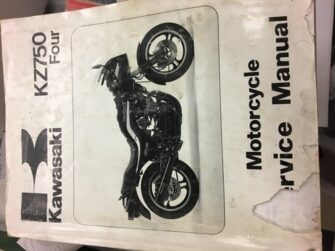 Kawasaki
KZ750
Four
Motorcycle
Service Manual